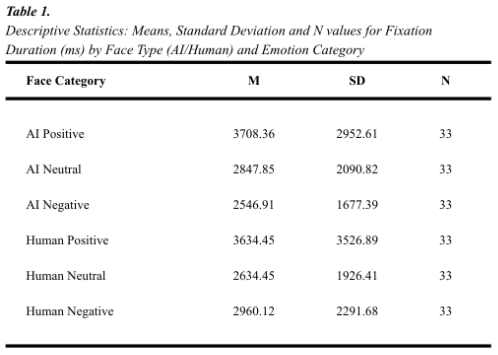 Table 1.
Descriptive Statistics: Means, Standard Deviation and N values for Fixation
Duration (ms) by Face Type (AI/Human) and Emotion Category
Face Category M SD N
AI Positive 3708.36 2952.61 33
AI Neutral 2847.85 2090.82 33
AI Negative 2546.91 1677.39 33
Human Positive 3634.45 3526.89 33
Human Neutral 2634.45 1926.41 33
Human Negative 2960.12 2291.68 33